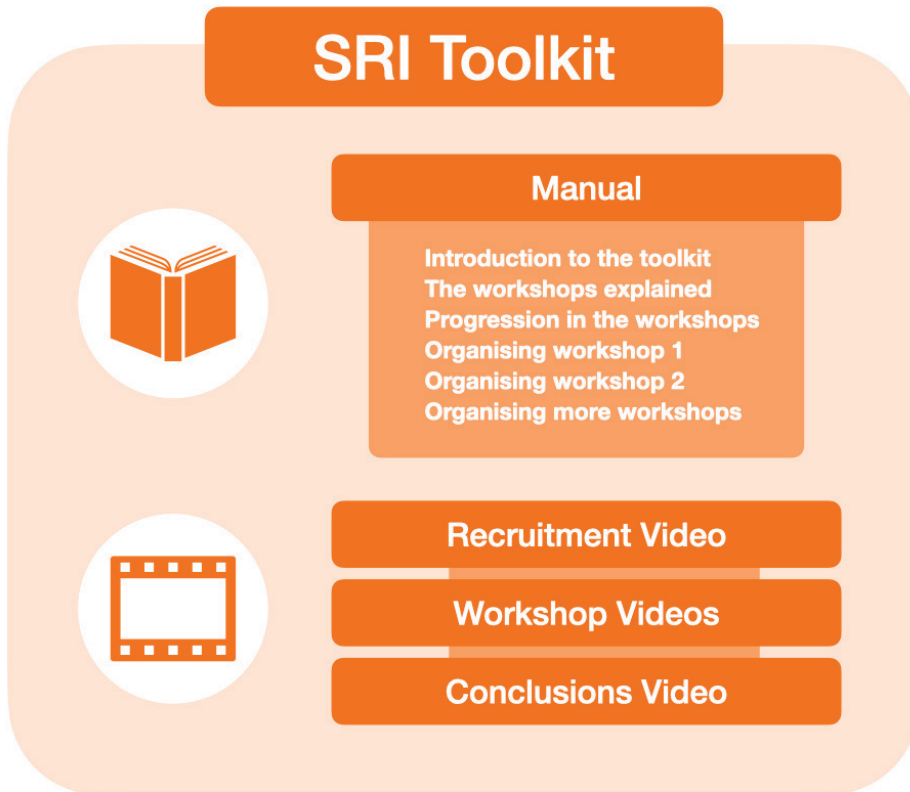 SRI Toolkit
Manual
Introduction to the toolkit
The workshops explained
Progression in the workshops
Organising workshop 1
Organising workshop 2
Organising more workshops
Recruitment Video
Workshop Videos
Conclusions Video